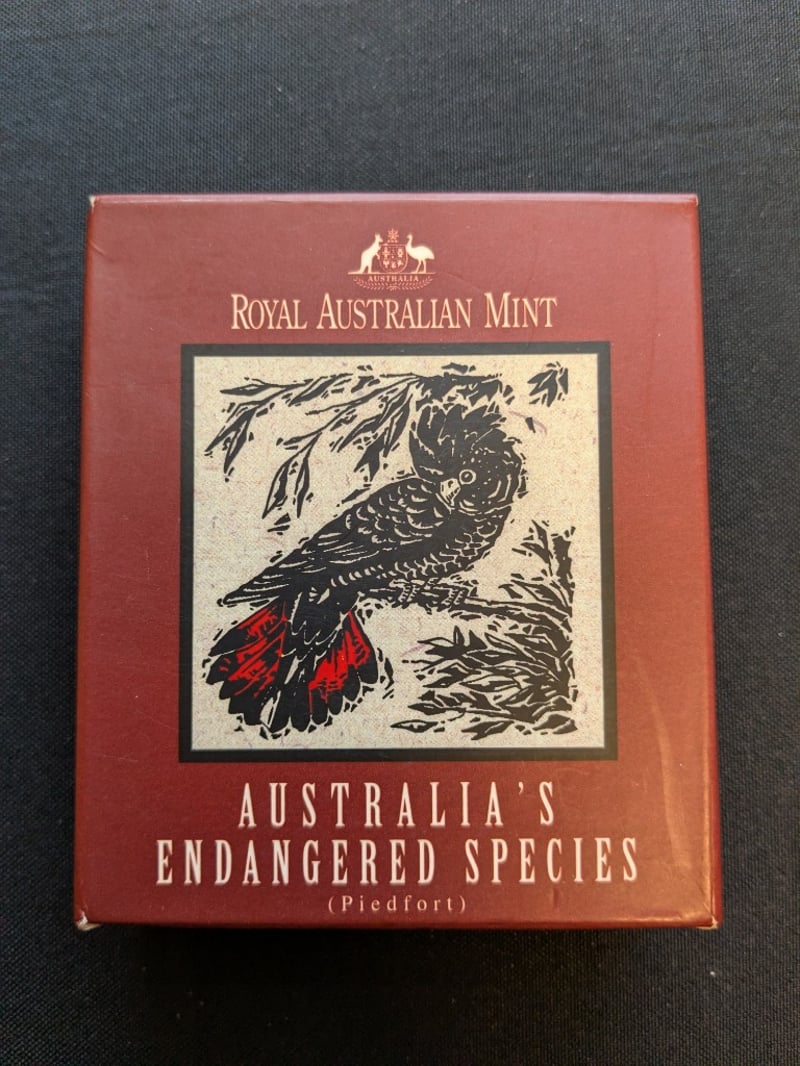 AUSTRALIA
ROYAL AUSTRALIAN MINT
AUSTRALIA'S
ENDANGERED SPECIES
(Piedfort)